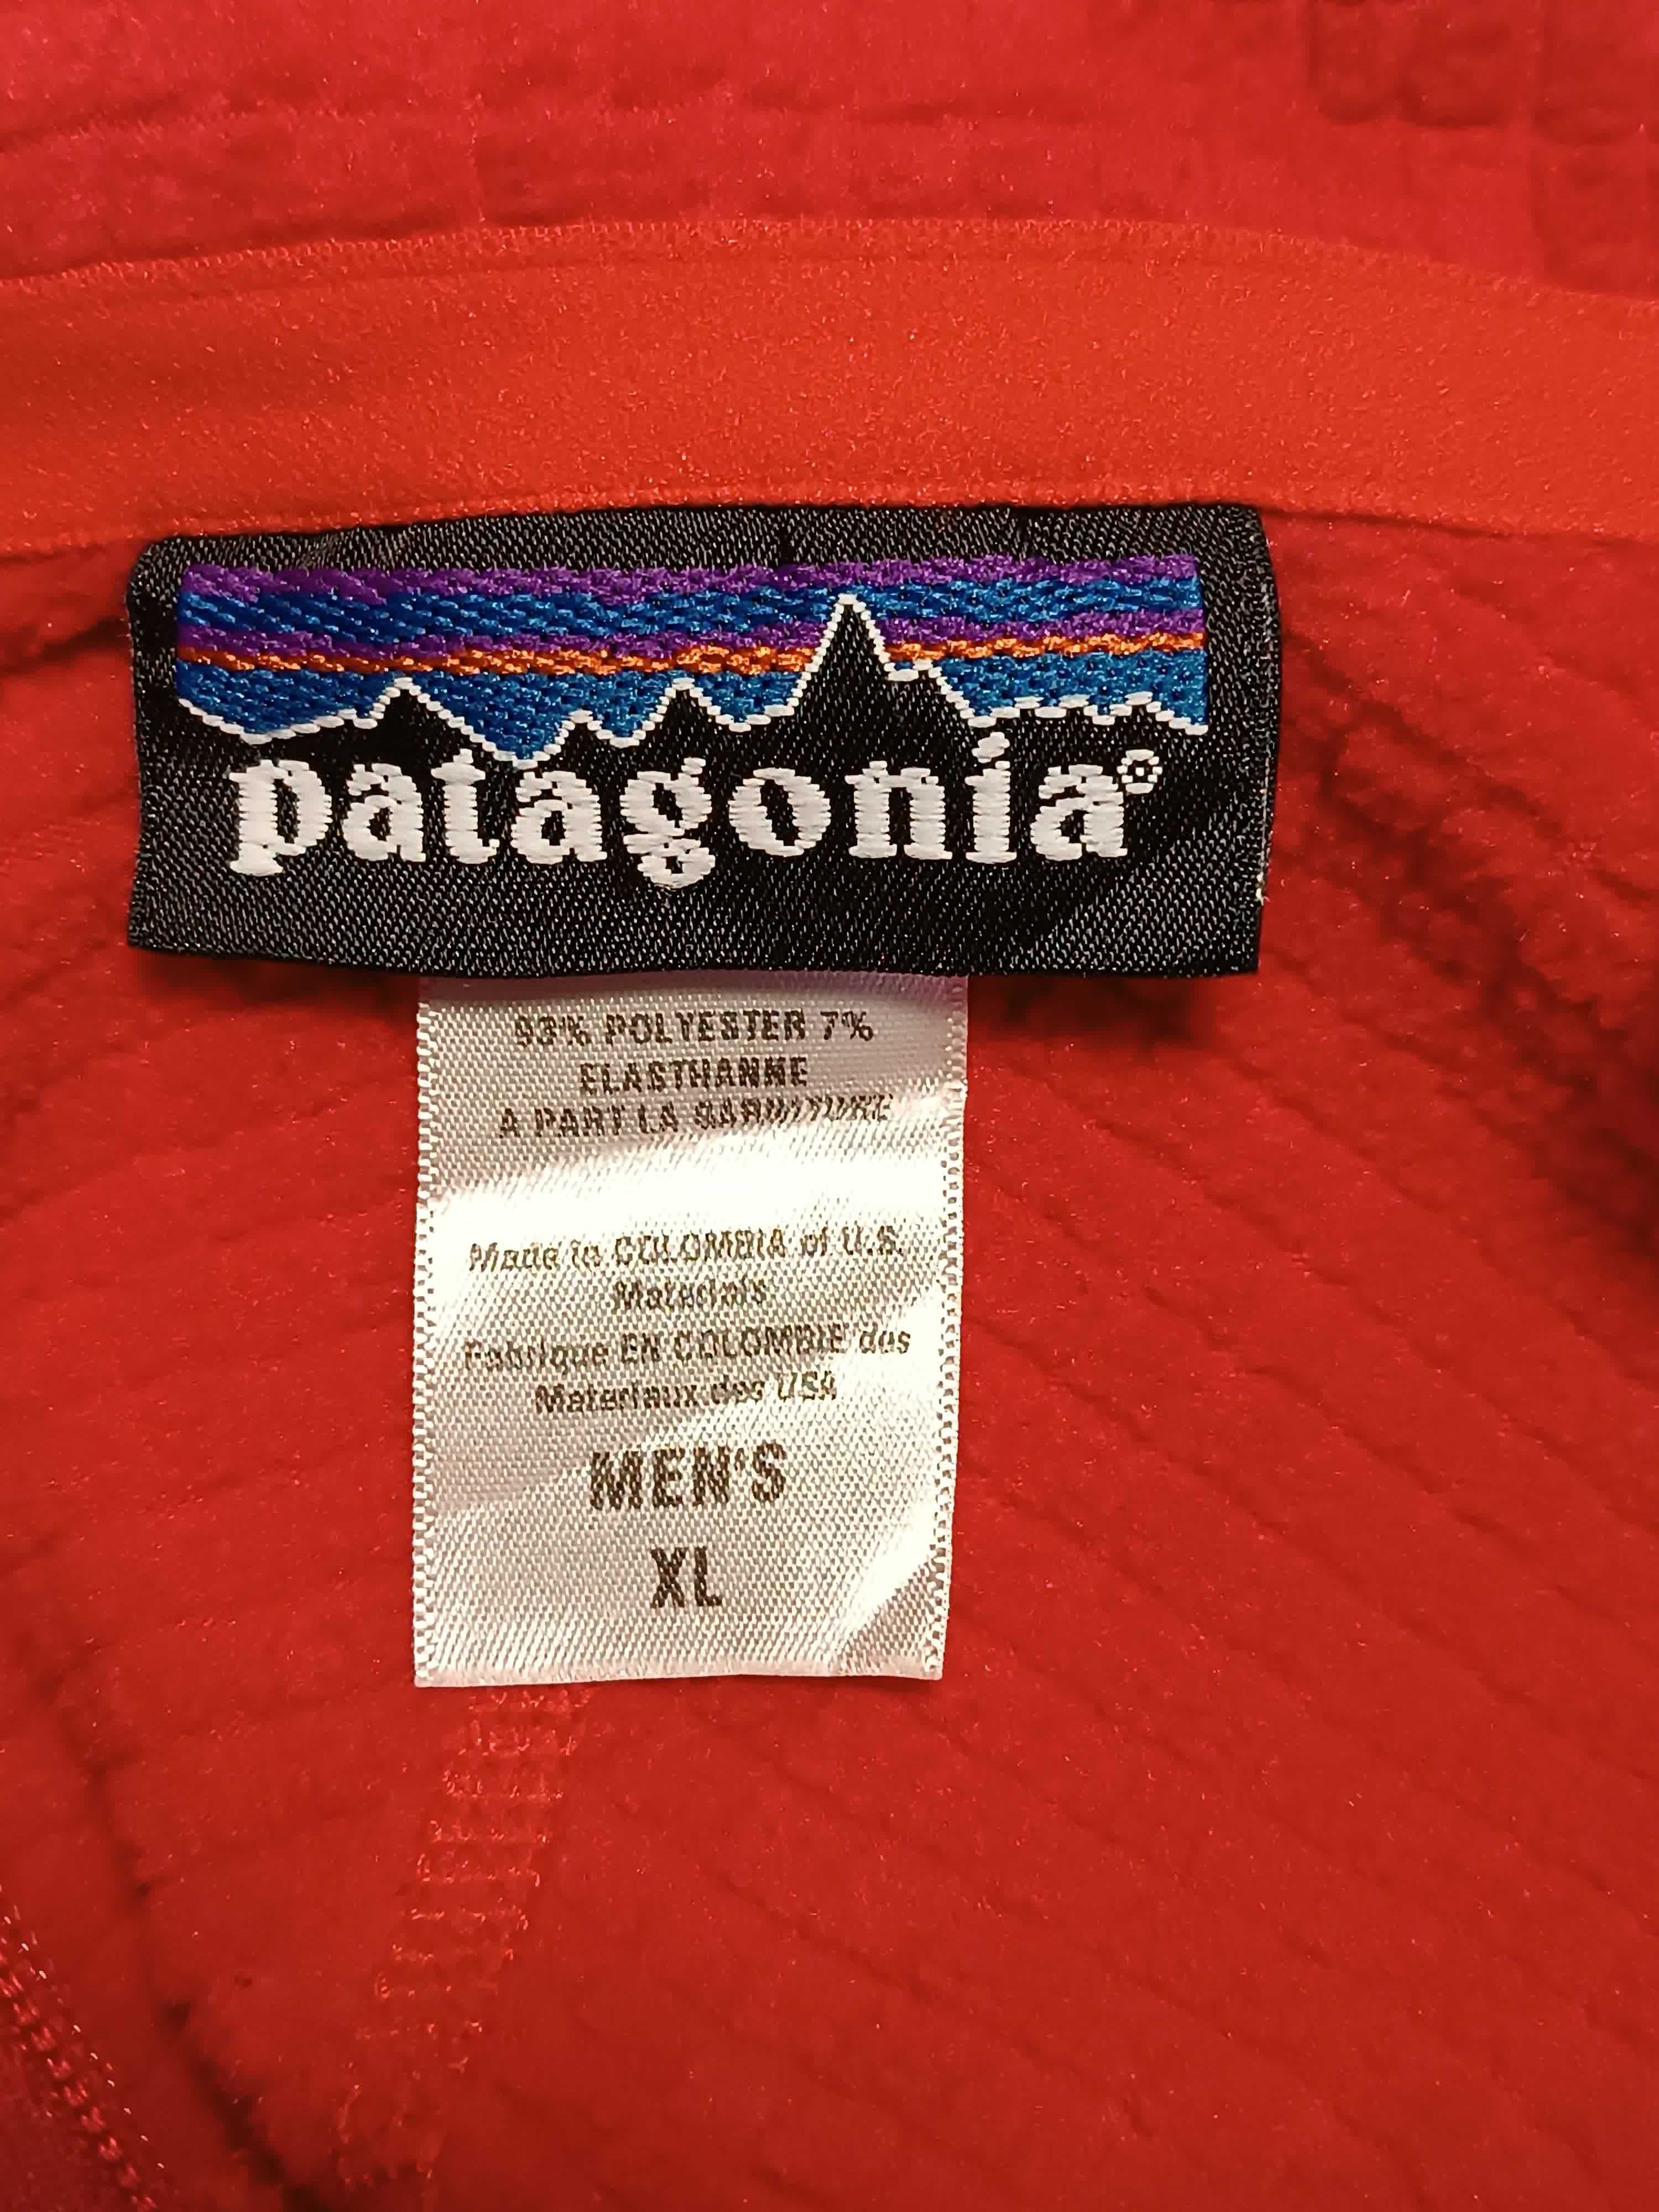 patagonia®
93% POLYESTER 7%
ELASTHANNE
A PART LA GARNITURE
Made in COLOMBIA of U.S.
Materials
Fabrique EN COLOMBIE des
Materiaux des USA
MEN'S
XL